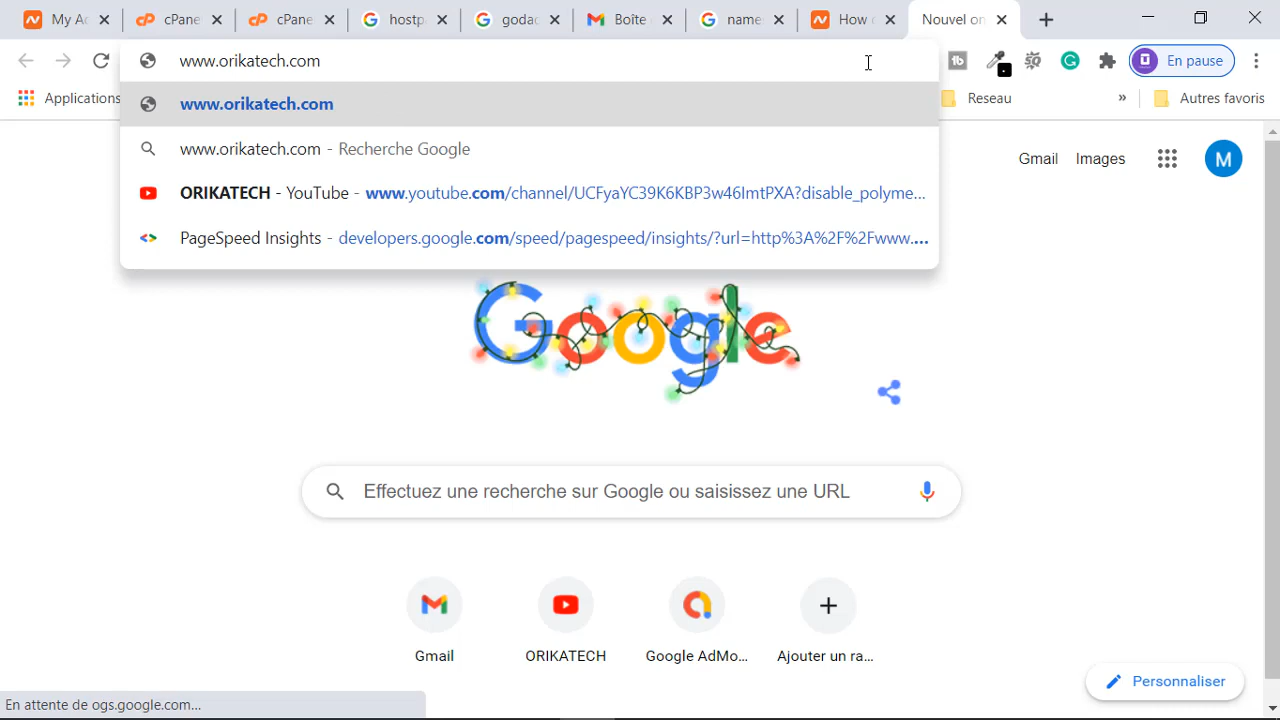 My Ac
cPane
cPane
hostp
godac
Boîte
name
How
Nouvel on
www.orikatech.com
En pause
Applications
Reseau
»
Autres favoris
www.orikatech.com
www.orikatech.com - Recherche Google
ORIKATECH - YouTube - www.youtube.com/channel/UCFyaYC39K6KBP3w46ImtPXA?disable_polyme...
PageSpeed Insights - developers.google.com/speed/pagespeed/insights/?url=http%3A%2F%2Fwww....
Gmail
Images
M
Google
Effectuez une recherche sur Google ou saisissez une URL
Gmail
ORIKATECH
Google AdMo...
Ajouter un ra...
Personnaliser
En attente de ogs.google.com...